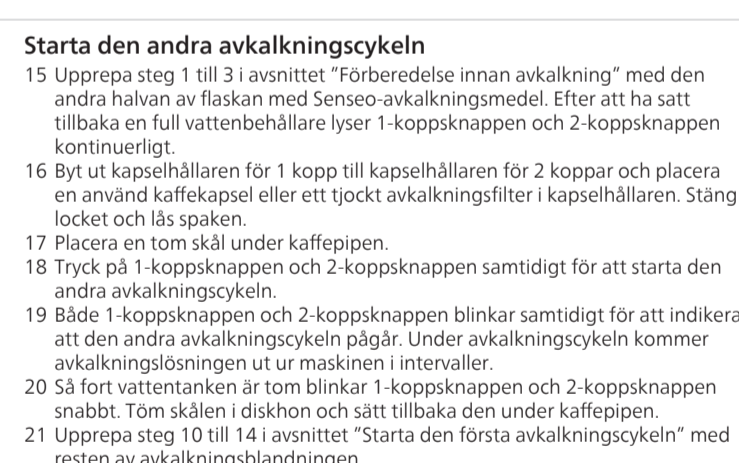 Starta den andra avkalkningscykeln
15 Upprepa steg 1 till 3 i avsnittet ”Förberedelse innan avkalkning” med den
andra halvan av flaskan med Senseo-avkalkningsmedel. Efter att ha satt
tillbaka en full vattenbehållare lyser 1-koppsknappen och 2-koppsknappen
kontinuerligt.
16 Byt ut kapselhållaren för 1 kopp till kapselhållaren för 2 koppar och placera
en använd kaffekapsel eller ett tjockt avkalkningsfilter i kapselhållaren. Stäng
locket och lås spaken.
17 Placera en tom skål under kaffepipen.
18 Tryck på 1-koppsknappen och 2-koppsknappen samtidigt för att starta den
andra avkalkningscykeln.
19 Både 1-koppsknappen och 2-koppsknappen blinkar samtidigt för att indikera
att den andra avkalkningscykeln pågår. Under avkalkningscykeln kommer
avkalkningslösningen ut ur maskinen i intervaller.
20 Så fort vattentanken är tom blinkar 1-koppsknappen och 2-koppsknappen
snabbt. Töm skålen i diskhon och sätt tillbaka den under kaffepipen.
21 Upprepa steg 10 till 14 i avsnittet ”Starta den första avkalkningscykeln” med
resten av avkalkningsblandningen